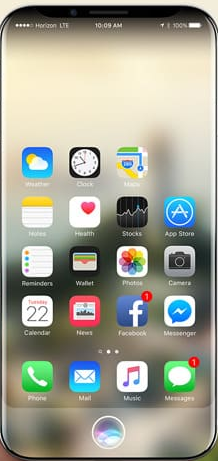 Horizon LTE 10:09 AM 100%
Weather Clock Maps
Notes Health Stocks App Store
Reminders Wallet Photos Camera
Tuesday
22
1
Calendar News Facebook Messenger
1
Phone Mail Music Messages